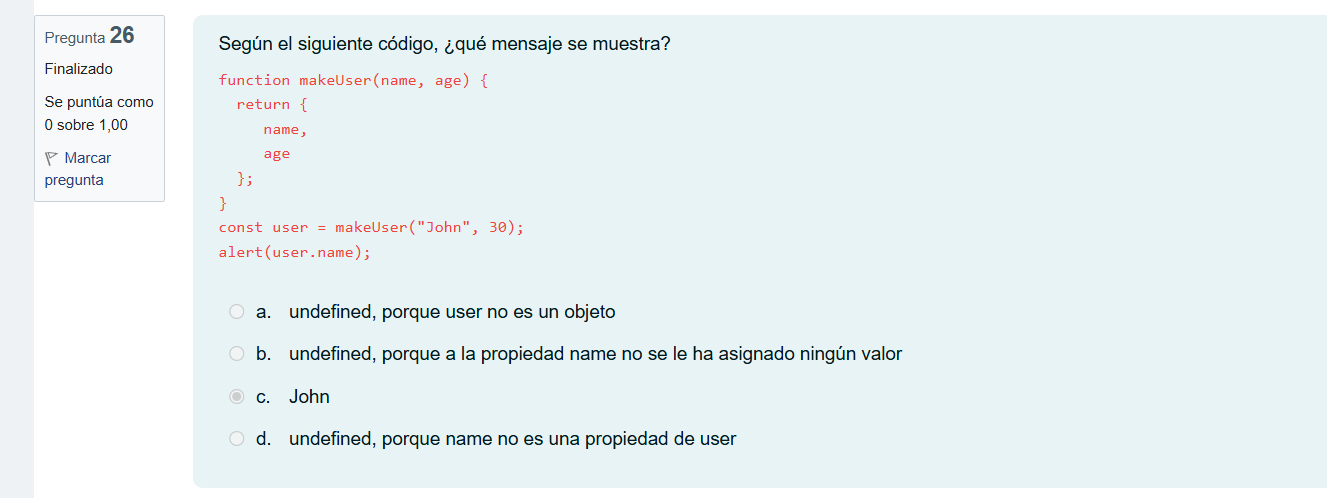 Pregunta 26
Finalizado
Se puntúa como
0 sobre 1,00
Marcar
pregunta
Según el siguiente código, ¿qué mensaje se muestra?
function makeUser(name, age) {
  return {
     name,
     age
  };
}
const user = makeUser("John", 30);
alert(user.name);
a. undefined, porque user no es un objeto
b. undefined, porque a la propiedad name no se le ha asignado ningún valor
c. John
d. undefined, porque name no es una propiedad de user